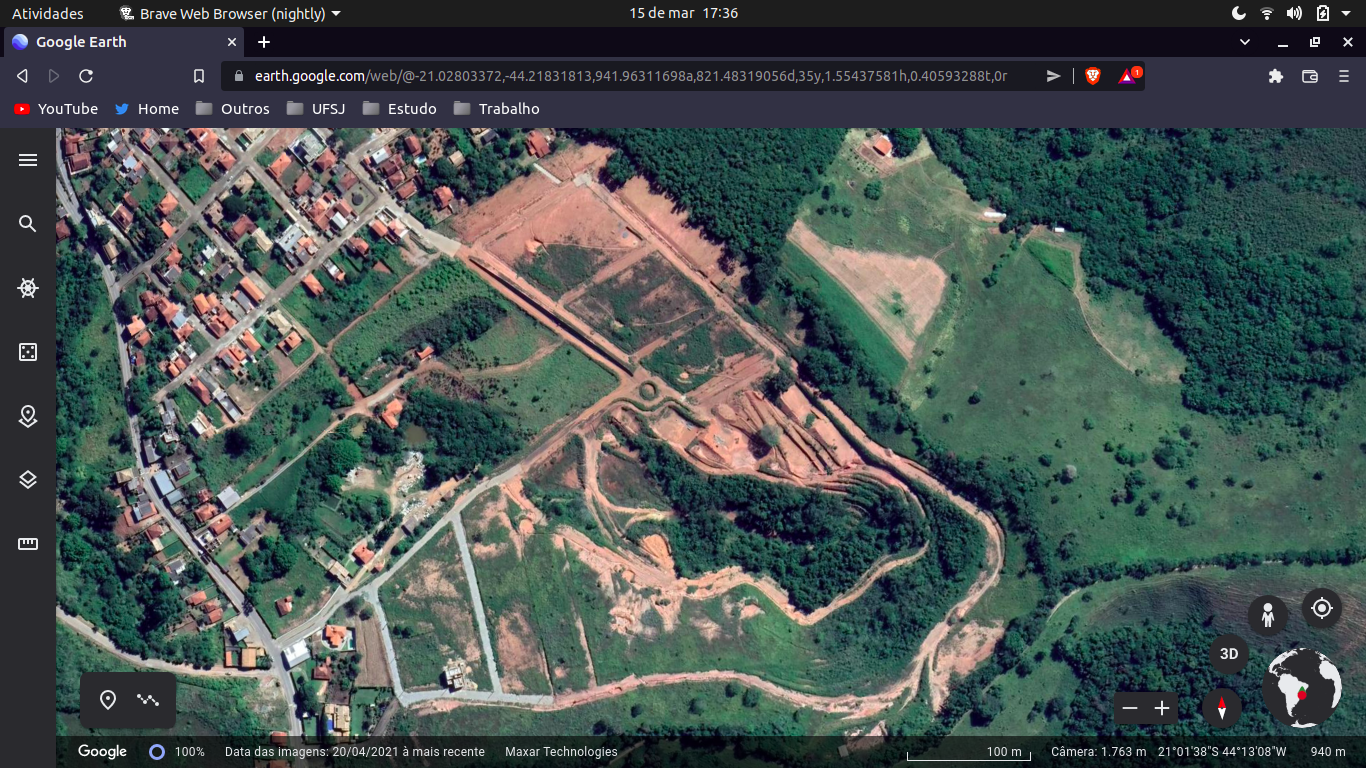 Atividades Brave Web Browser (nightly) 15 de mar 17:36
Google Earth
earth.google.com/web/@-21.02803372,-44.21831813,941.96311698a,821.48319056d,35y,1.55437581h,0.40593288t,0r 1
YouTube Home Outros UFSJ Estudo Trabalho
3D
Google 100% Data das imagens: 20/04/2021 à mais recente Maxar Technologies 100 m Câmera: 1.763 m 21°01'38"S 44°13'08"W 940 m